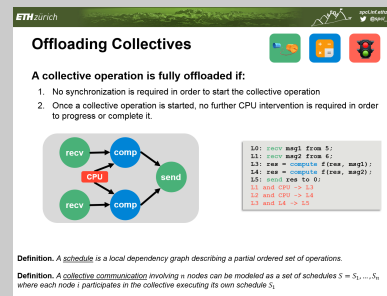 ETHzürich
spcl.inf.ethz
@spcl_
Offloading Collectives
A collective operation is fully offloaded if:
1. No synchronization is required in order to start the collective operation
2. Once a collective operation is started, no further CPU intervention is required in order
to progress or complete it.
recv
comp
CPU
send
recv
comp
L0: recv msg1 from 5;
L1: recv msg2 from 6;
L3: res = compute f(res, msg1);
L4: res = compute f(res, msg2);
L5: send res to 0;
L1 and CPU -> L3
L2 and CPU -> L4
L3 and L4 -> L5
Definition. A schedule is a local dependency graph describing a partial ordered set of operations.
Definition. A collective communication involving n nodes can be modeled as a set of schedules S = S₁,...,Sₙ
where each node i participates in the collective executing its own schedule Sᵢ